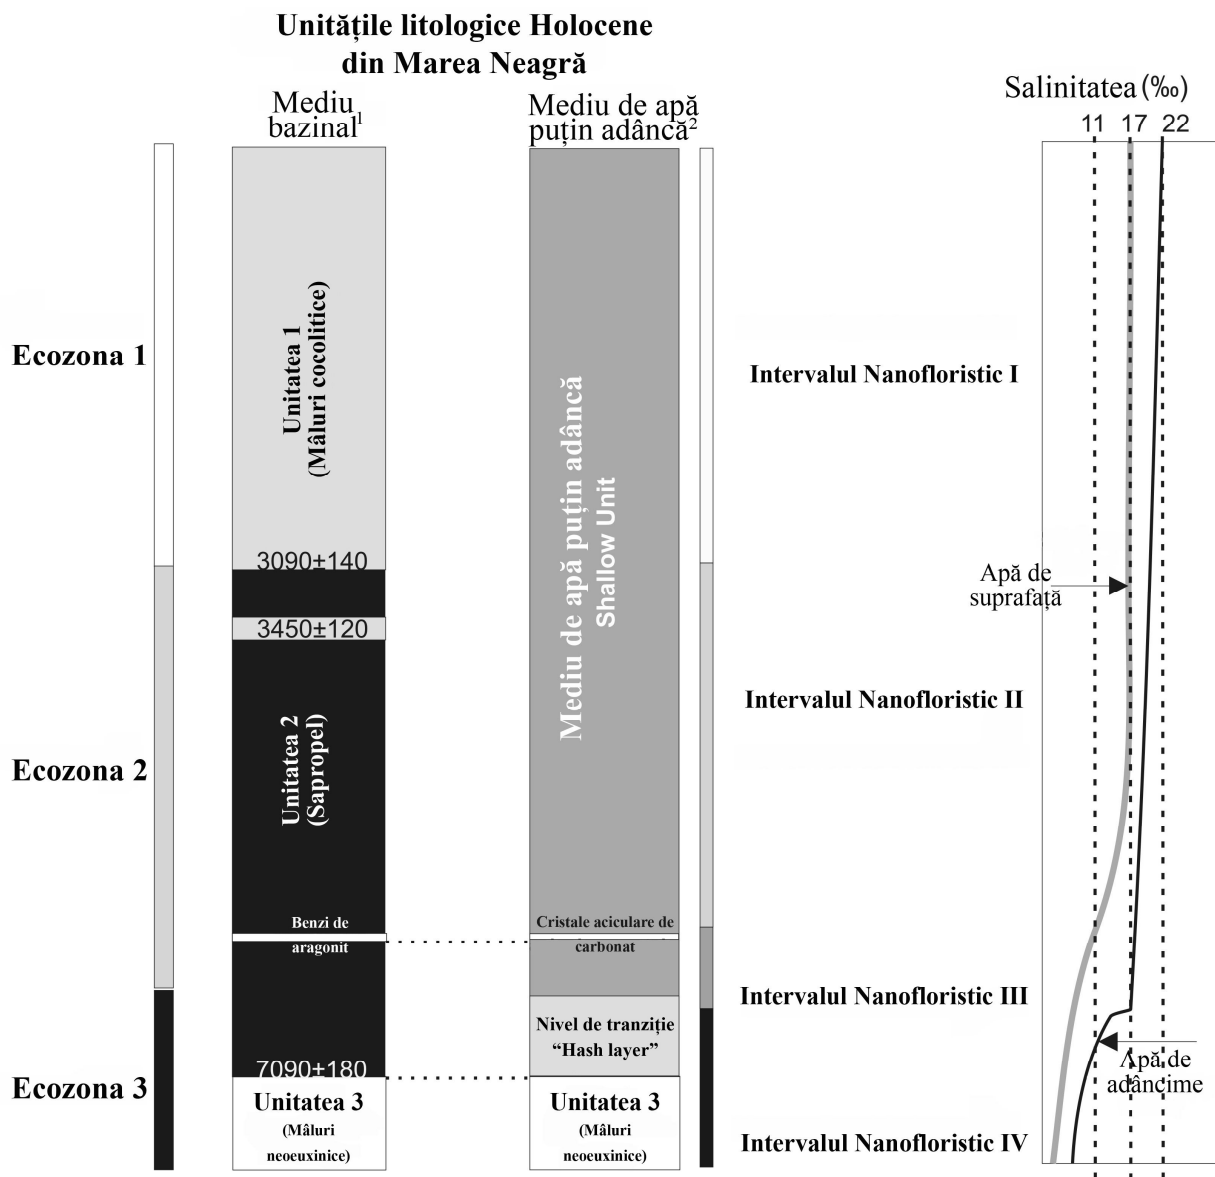 Unitățile litologice Holocene
din Marea Neagră
Mediu
bazinal1
Mediu de apă
puțin adâncă2
Salinitatea (‰)
11 17 22
Ecozona 1
Ecozona 2
Ecozona 3
Unitatea 1
(Mâluri cocolitice)
3090±140
3450±120
Unitatea 2
(Sapropel)
Benzi de
aragonit
7090±180
Unitatea 3
(Mâluri
neoeuxinice)
Mediu de apă puțin adâncă
Shallow Unit
Cristale aciculare de
carbonat
Nivel de tranziție
“Hash layer”
Unitatea 3
(Mâluri
neoeuxinice)
Intervalul Nanofloristic I
Intervalul Nanofloristic II
Intervalul Nanofloristic III
Intervalul Nanofloristic IV
Apă de
suprafață
Apă de
adâncime